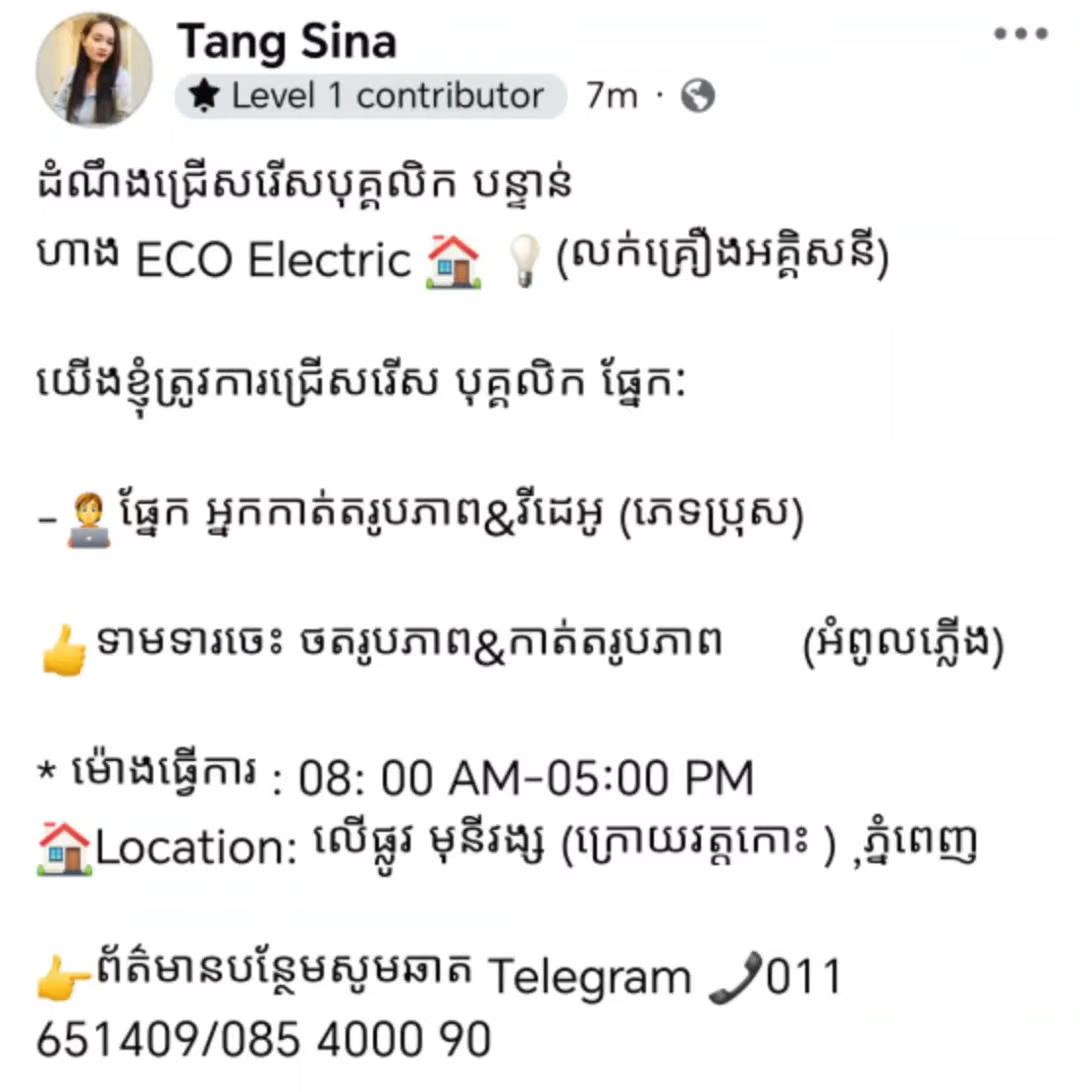 Tang Sina
Level 1 contributor 7m ·
ដំណឹងជ្រើសរើសបុគ្គលិក បន្ទាន់
ហាង ECO Electric 🏠 💡(លក់គ្រឿងអគ្គិសនី)
យើងខ្ញុំត្រូវការជ្រើសរើស បុគ្គលិក ផ្នែក:
-🧑‍💻ផ្នែក អ្នកកាត់តរូបភាព&វីដេអូ (ភេទប្រុស)
👍ទាមទារចេះ ថតរូបភាព&កាត់តរូបភាព (អំពូលភ្លើង)
* ម៉ោងធ្វើការ : 08: 00 AM-05:00 PM
🏠Location: លើផ្លូវ មុនីវង្ស (ក្រោយវត្តកោះ ) ,ភ្នំពេញ
👉ព័ត៌មានបន្ថែមសូមឆាត Telegram 📞011
651409/085 4000 90